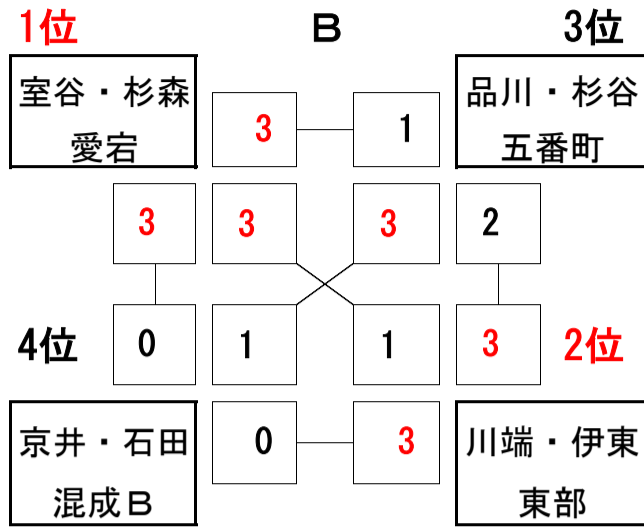 1位 B 3位
室谷・杉森
愛宕
品川・杉谷
五番町
3 1
3 3 3 2
0 1 1 3
4位 2位
0 3
京井・石田
混成B
川端・伊東
東部